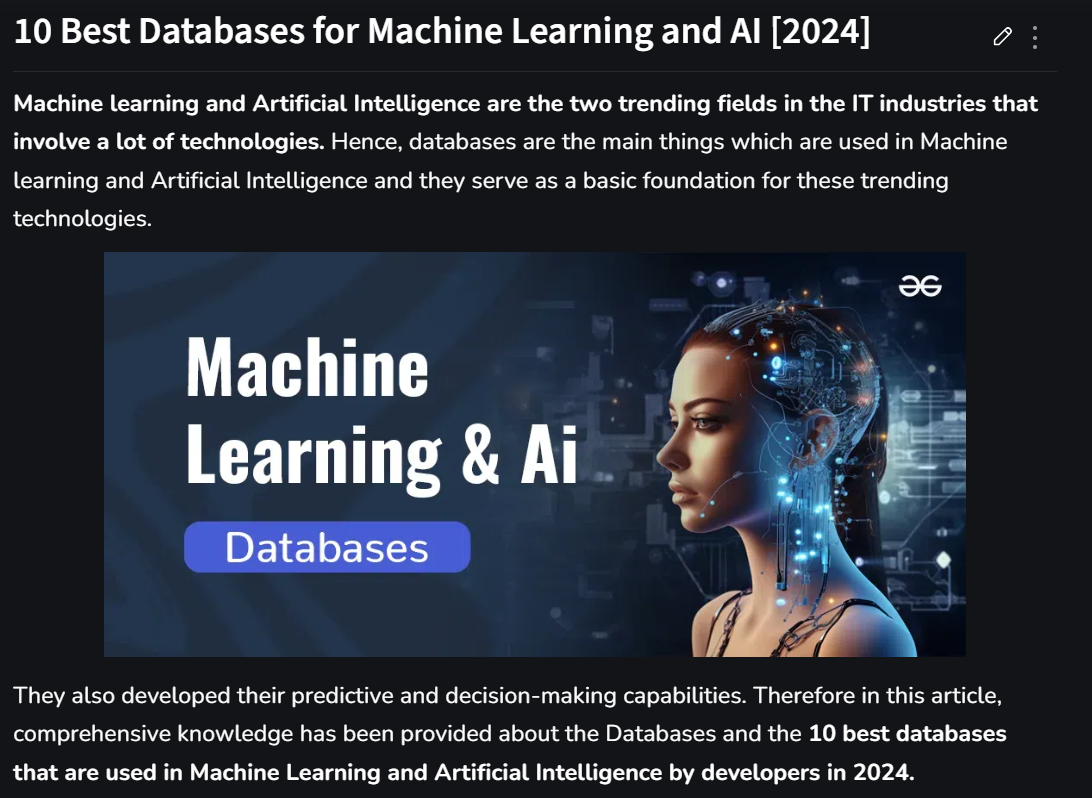 10 Best Databases for Machine Learning and AI [2024]
Machine learning and Artificial Intelligence are the two trending fields in the IT industries that
involve a lot of technologies. Hence, databases are the main things which are used in Machine
learning and Artificial Intelligence and they serve as a basic foundation for these trending
technologies.
Machine
Learning & Ai
Databases
They also developed their predictive and decision-making capabilities. Therefore in this article,
comprehensive knowledge has been provided about the Databases and the 10 best databases
that are used in Machine Learning and Artificial Intelligence by developers in 2024.